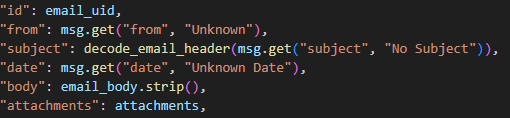 "id": email_uid,
"from": msg.get("from", "Unknown"),
"subject": decode_email_header(msg.get("subject", "No Subject")),
"date": msg.get("date", "Unknown Date"),
"body": email_body.strip(),
"attachments": attachments,